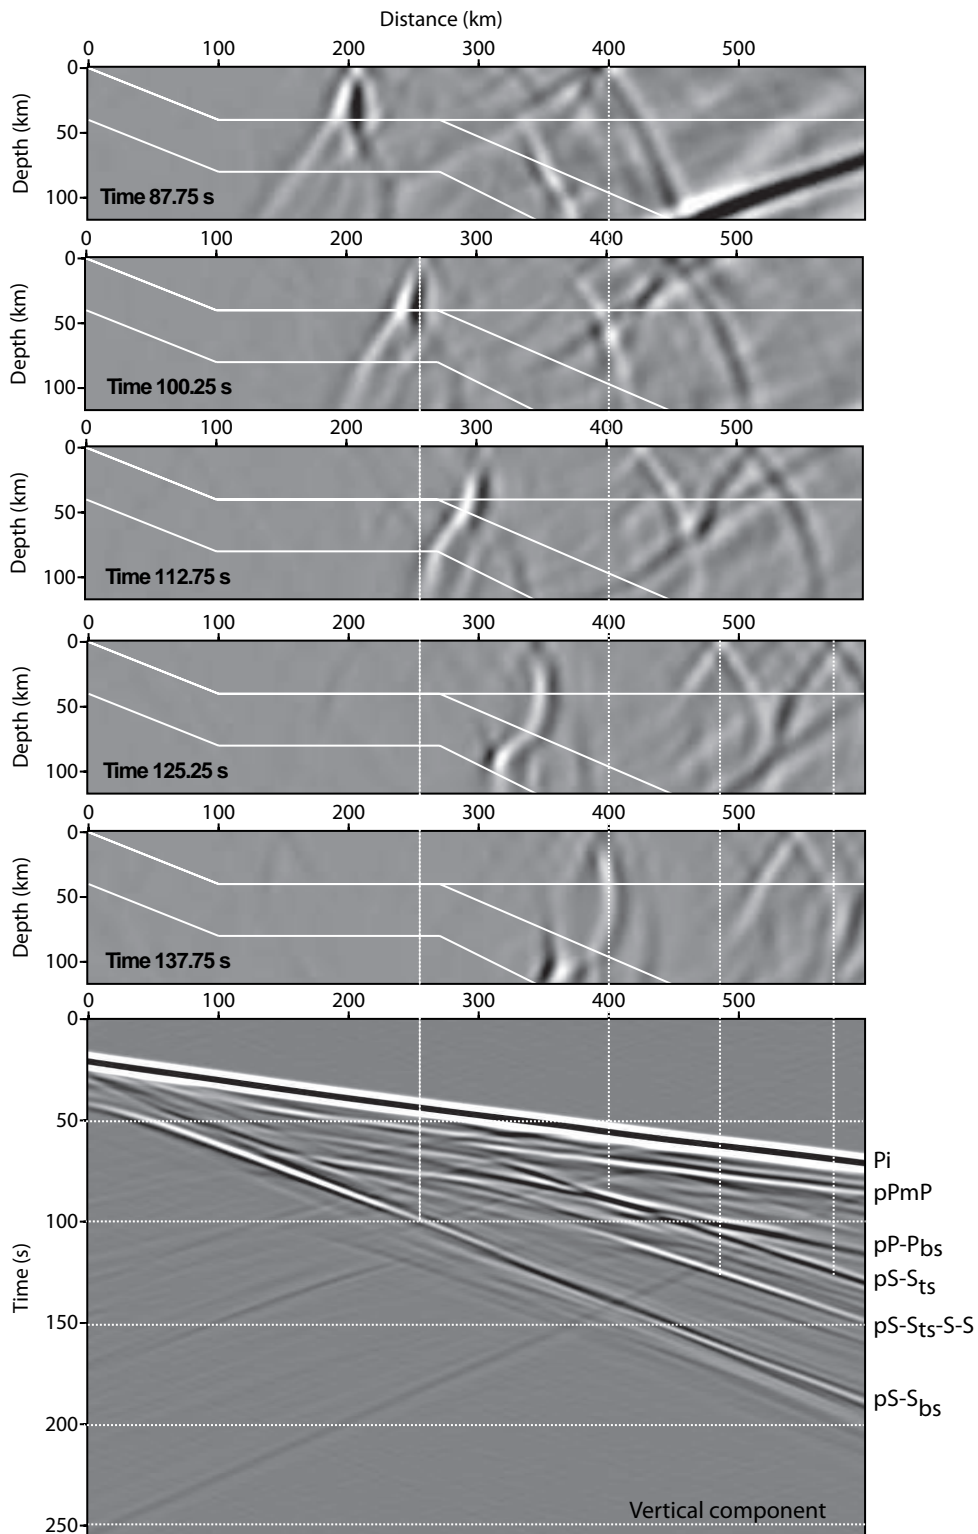 Distance (km)
0 100 200 300 400 500
0
50
100
Depth (km)
Time 87.75 s
0 100 200 300 400 500
0
50
100
Depth (km)
Time 100.25 s
0 100 200 300 400 500
0
50
100
Depth (km)
Time 112.75 s
0 100 200 300 400 500
0
50
100
Depth (km)
Time 125.25 s
0 100 200 300 400 500
0
50
100
Depth (km)
Time 137.75 s
0 100 200 300 400 500
0
50
100
150
200
250
Time (s)
Pi
pPmP
pP-Pbs
pS-Sts
pS-Sts-S-S
pS-Sbs
Vertical component